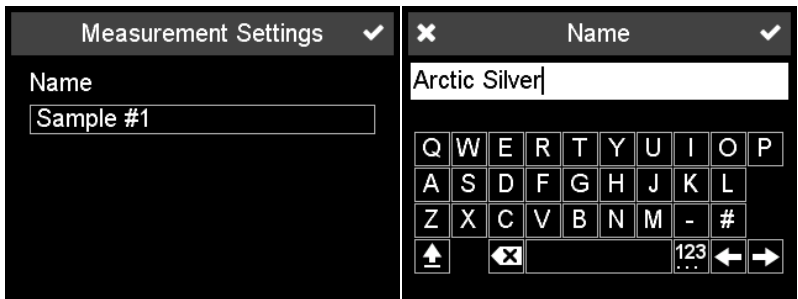 Measurement Settings
Name
Sample #1
Name
Arctic Silver
Q W E R T Y U I O P
A S D F G H J K L
Z X C V B N M - #
123
...